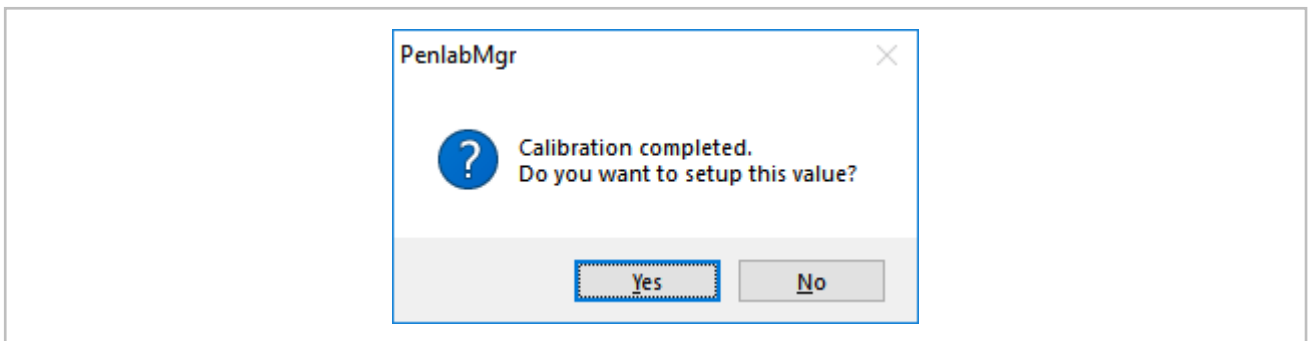 PenlabMgr
Calibration completed.
Do you want to setup this value?
Yes
No